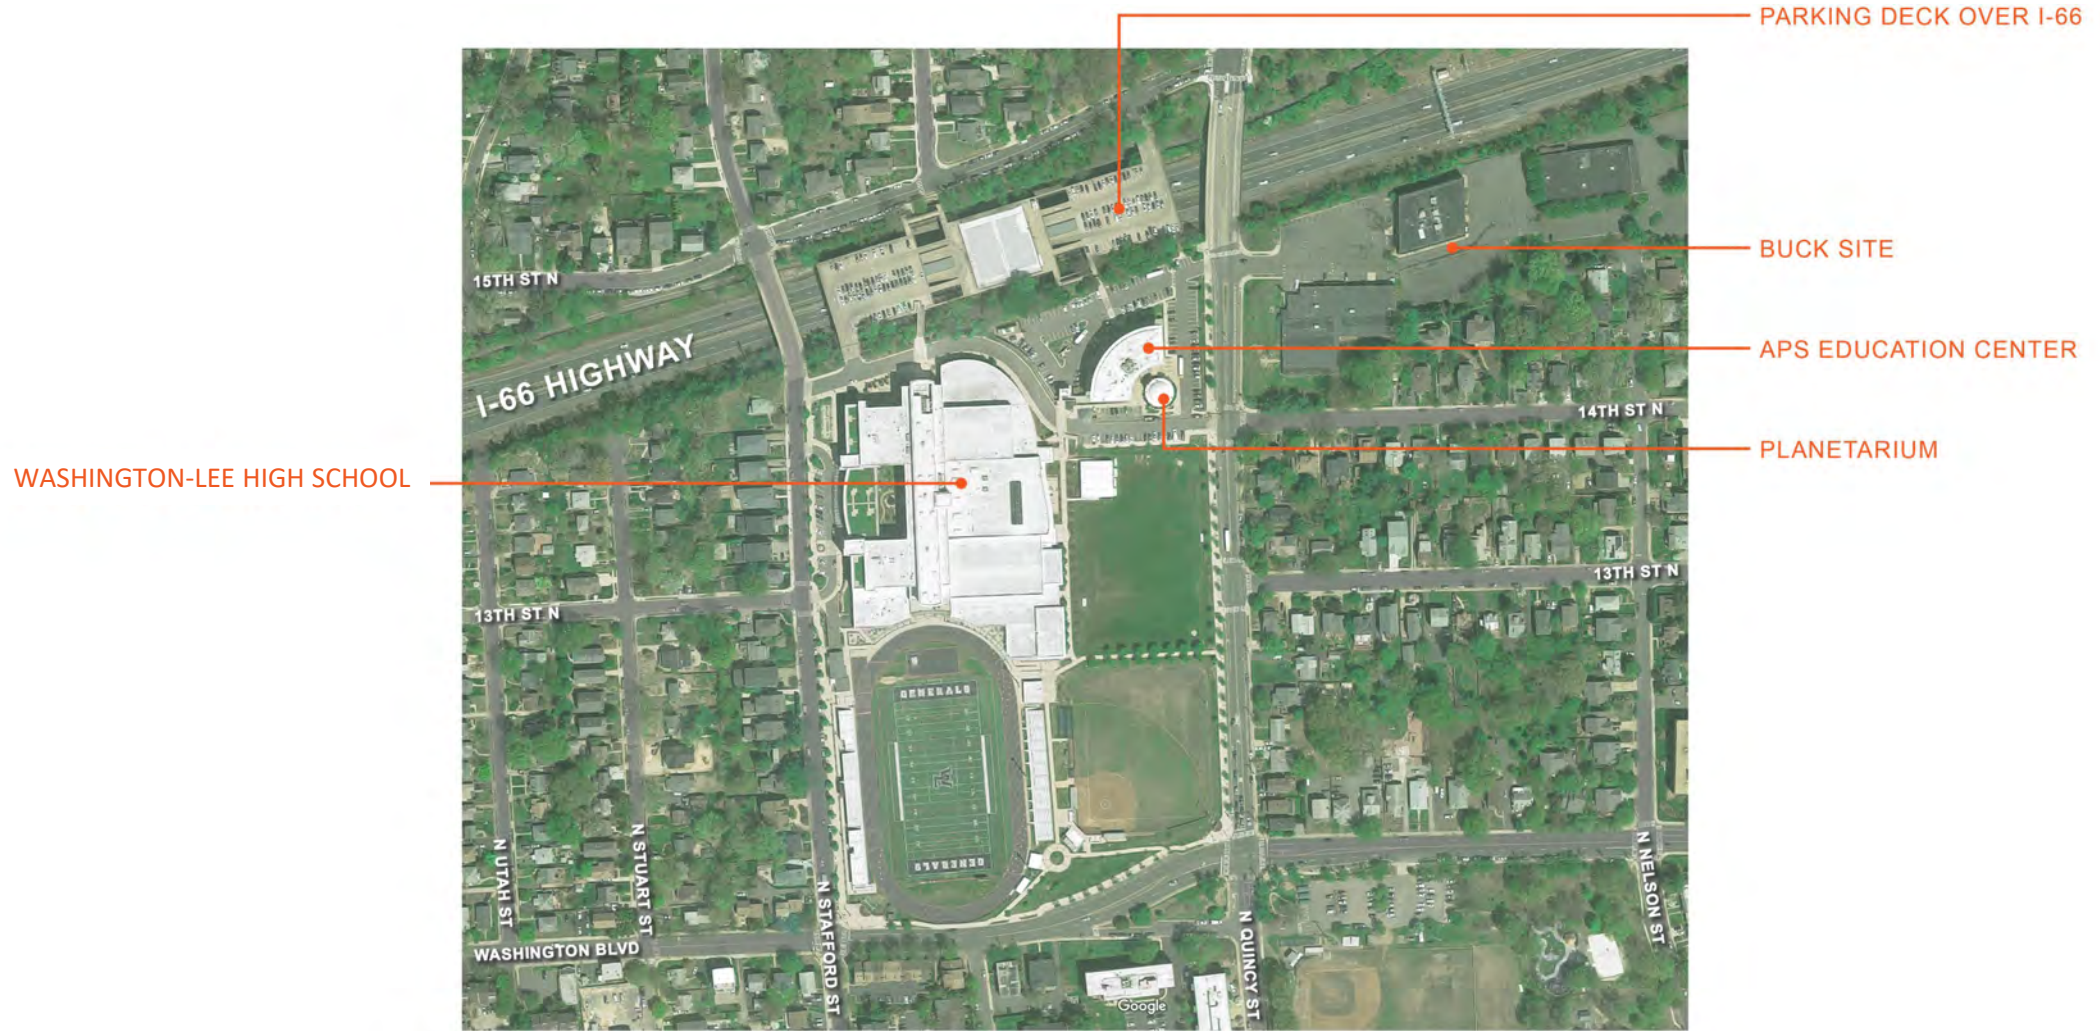 PARKING DECK OVER I-66
BUCK SITE
15TH ST N
APS EDUCATION CENTER
I-66 HIGHWAY
14TH ST N
PLANETARIUM
WASHINGTON-LEE HIGH SCHOOL
13TH ST N
13TH ST N
GENERALS
GENERALS
N UTAH ST
N STUART ST
N STAFFORD ST
N QUINCY ST
N NELSON ST
WASHINGTON BLVD
Google